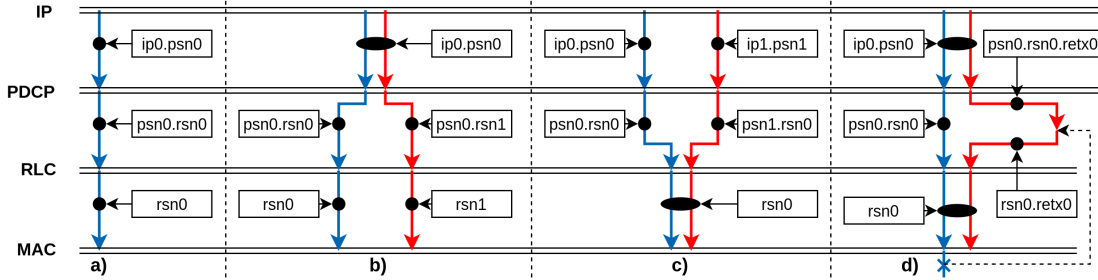 IP
ip0.psn0
ip0.psn0
ip0.psn0
ip1.psn1
ip0.psn0
psn0.rsn0.retx0
PDCP
psn0.rsn0
psn0.rsn0
psn0.rsn1
psn0.rsn0
psn1.rsn0
psn0.rsn0
RLC
rsn0
rsn0
rsn1
rsn0
rsn0
rsn0.retx0
MAC
a)
b)
c)
d)